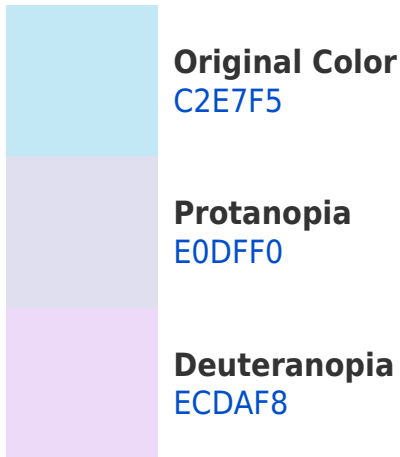 Original Color
C2E7F5
Protanopia
E0DFF0
Deuteranopia
ECDAF8